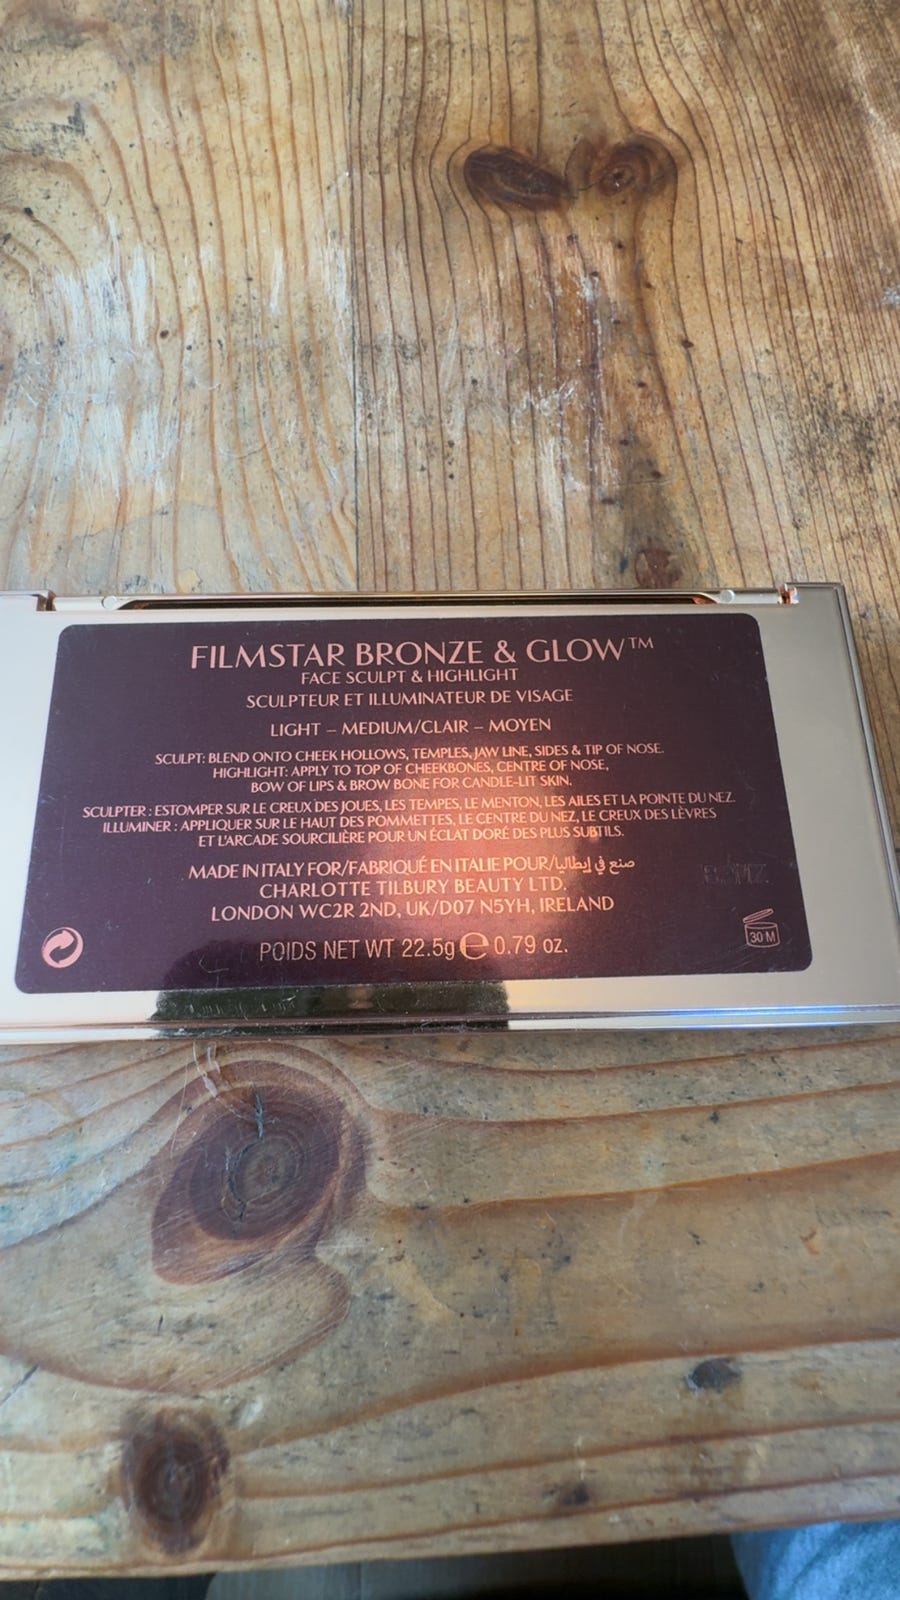 FILMSTAR BRONZE & GLOW™
FACE SCULPT & HIGHLIGHT
SCULPTEUR ET ILLUMINATEUR DE VISAGE
LIGHT – MEDIUM/CLAIR – MOYEN
SCULPT: BLEND ONTO CHEEK HOLLOWS, TEMPLES, JAW LINE, SIDES & TIP OF NOSE.
HIGHLIGHT: APPLY TO TOP OF CHEEKBONES, CENTRE OF NOSE,
BOW OF LIPS & BROW BONE FOR CANDLE-LIT SKIN.
SCULPTER : ESTOMPER SUR LE CREUX DES JOUES, LES TEMPES, LE MENTON, LES AILES ET LA POINTE DU NEZ.
ILLUMINER : APPLIQUER SUR LE HAUT DES POMMETTES, LE CENTRE DU NEZ, LE CREUX DES LÈVRES
ET L'ARCADE SOURCILIÈRE POUR UN ÉCLAT DORÉ DES PLUS SUBTILS.
MADE IN ITALY FOR/FABRIQUÉ EN ITALIE POUR/صنع في إيطاليا
CHARLOTTE TILBURY BEAUTY LTD.
LONDON WC2R 2ND, UK/D07 N5YH, IRELAND
POIDS NET WT 22.5g ℮ 0.79 oz.
30 M